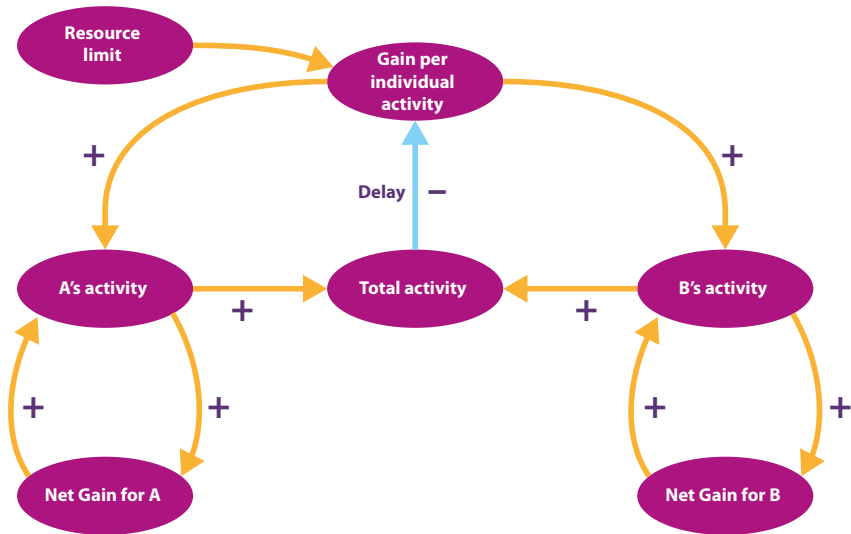 Resource
limit
Gain per
individual
activity
+
+
Delay
−
A's activity
Total activity
B's activity
+
+
+
+
+
+
Net Gain for A
Net Gain for B